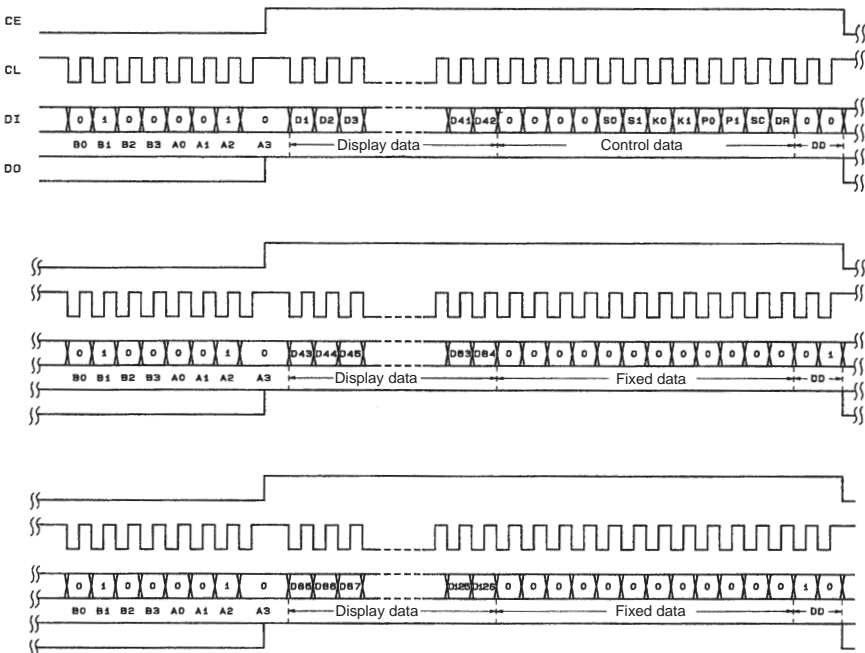 CE
CL
DI 0 1 0 0 0 0 1 0 D1 D2 D3 D41 D42 0 0 0 0 S0 S1 K0 K1 P0 P1 SC DR 0 0
B0 B1 B2 B3 A0 A1 A2 A3 Display data Control data DD
DO
0 1 0 0 0 0 1 0 D43 D44 D45 D83 D84 0 0 0 0 0 0 0 0 0 0 0 0 0 1
B0 B1 B2 B3 A0 A1 A2 A3 Display data Fixed data DD
0 1 0 0 0 0 1 0 D85 D86 D87 D125 D126 0 0 0 0 0 0 0 0 0 0 0 0 1 0
B0 B1 B2 B3 A0 A1 A2 A3 Display data Fixed data DD